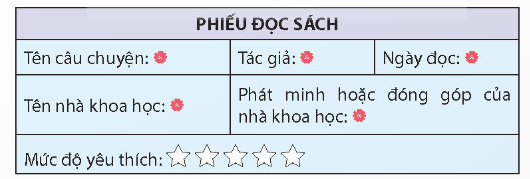 PHIẾU ĐỌC SÁCH
Tên câu chuyện:
Tác giả:
Ngày đọc:
Tên nhà khoa học:
Phát minh hoặc đóng góp của
nhà khoa học:
Mức độ yêu thích: